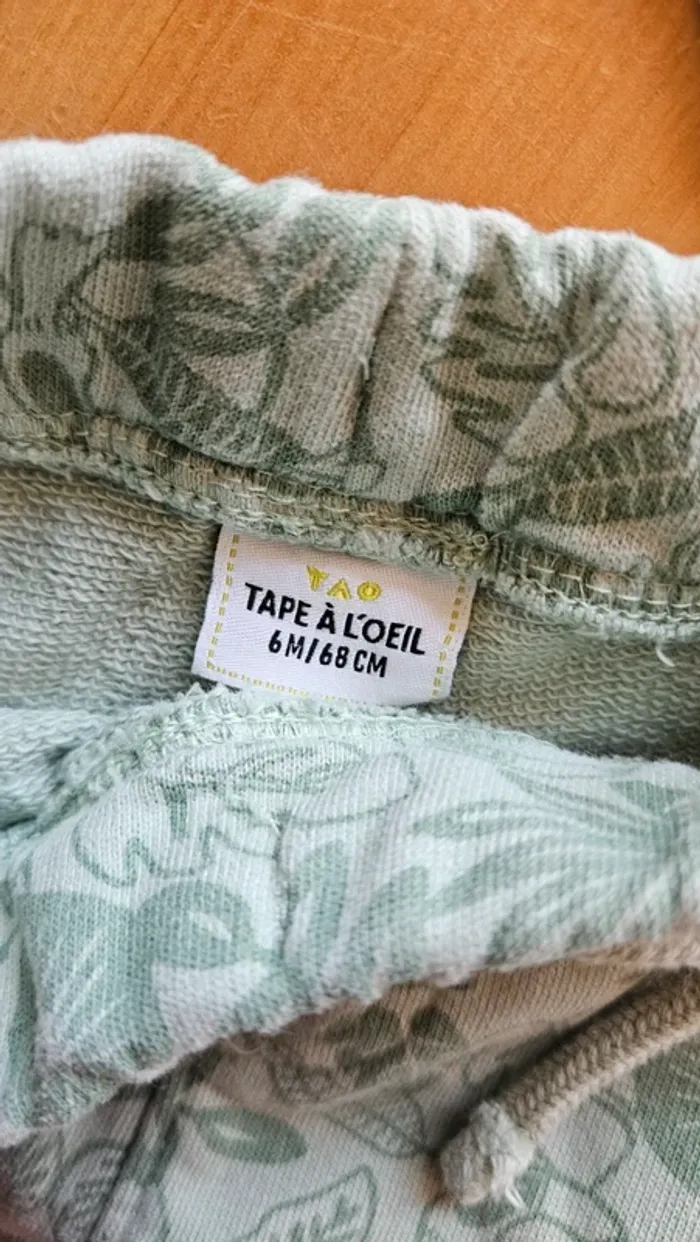 TAO
TAPE À L'OEIL
6M/68CM